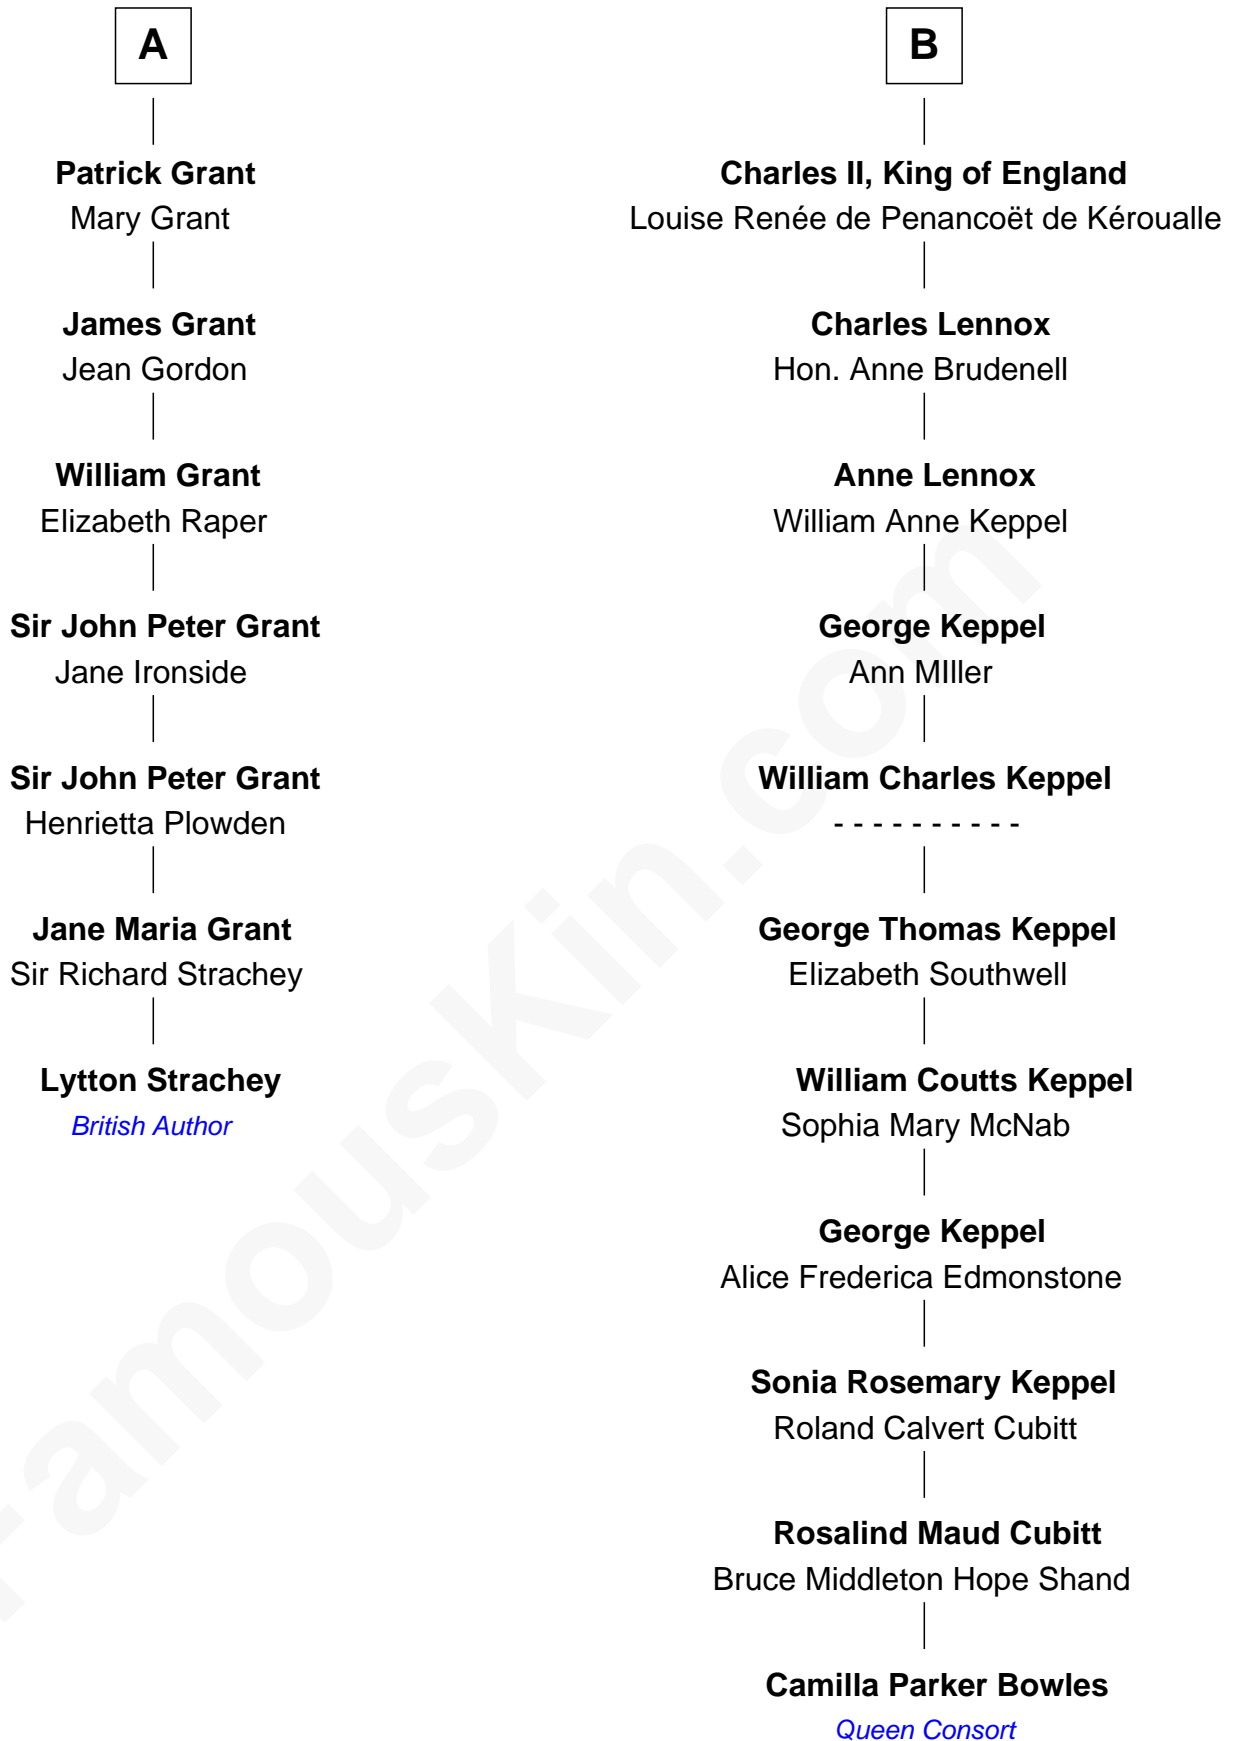 A
Patrick Grant
Mary Grant
James Grant
Jean Gordon
William Grant
Elizabeth Raper
Sir John Peter Grant
Jane Ironside
Sir John Peter Grant
Henrietta Plowden
Jane Maria Grant
Sir Richard Strachey
Lytton Strachey
British Author
B
Charles II, King of England
Louise Renée de Penancoët de Kéroualle
Charles Lennox
Hon. Anne Brudenell
Anne Lennox
William Anne Keppel
George Keppel
Ann MIller
William Charles Keppel
- - - - - - - - - -
George Thomas Keppel
Elizabeth Southwell
William Coutts Keppel
Sophia Mary McNab
George Keppel
Alice Frederica Edmonstone
Sonia Rosemary Keppel
Roland Calvert Cubitt
Rosalind Maud Cubitt
Bruce Middleton Hope Shand
Camilla Parker Bowles
Queen Consort
FamousKin.com